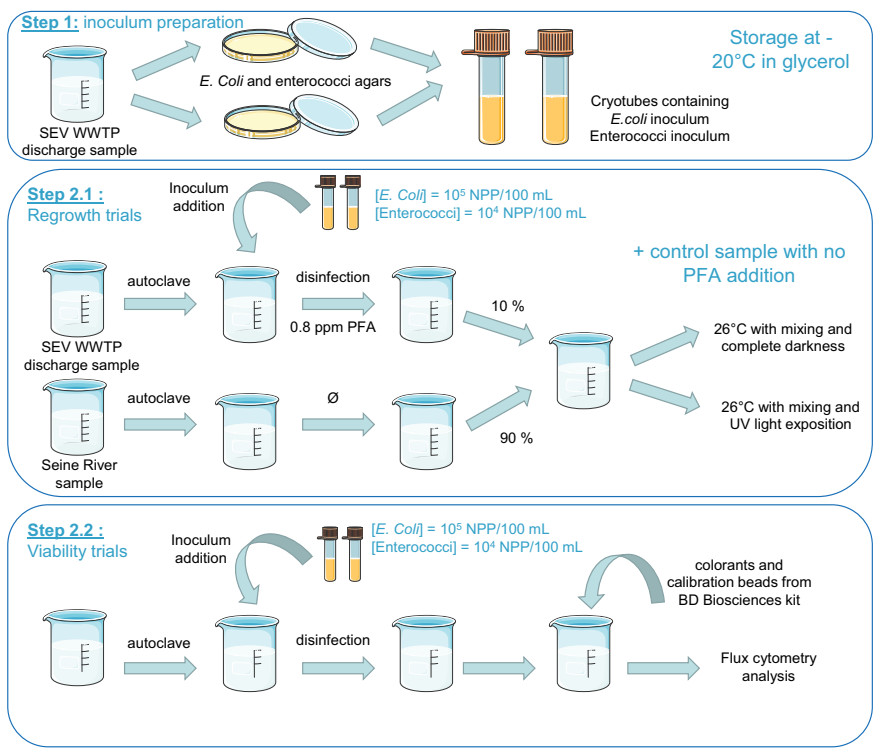 Step 1: inoculum preparation
Storage at -
20°C in glycerol
E. Coli and enterococci agars
SEV WWTP
discharge sample
Cryotubes containing
E.coli inoculum
Enterococci inoculum
Step 2.1 :
Regrowth trials
Inoculum
addition
[E. Coli] = 10⁵ NPP/100 mL
[Enterococci] = 10⁴ NPP/100 mL
+ control sample with no
PFA addition
autoclave
disinfection
0.8 ppm PFA
10 %
SEV WWTP
discharge sample
26°C with mixing and
complete darkness
autoclave
Ø
90 %
26°C with mixing and
UV light exposition
Seine River
sample
Step 2.2 :
Viability trials
Inoculum
addition
[E. Coli] = 10⁵ NPP/100 mL
[Enterococci] = 10⁴ NPP/100 mL
colorants and
calibration beads from
BD Biosciences kit
autoclave
disinfection
Flux cytometry
analysis